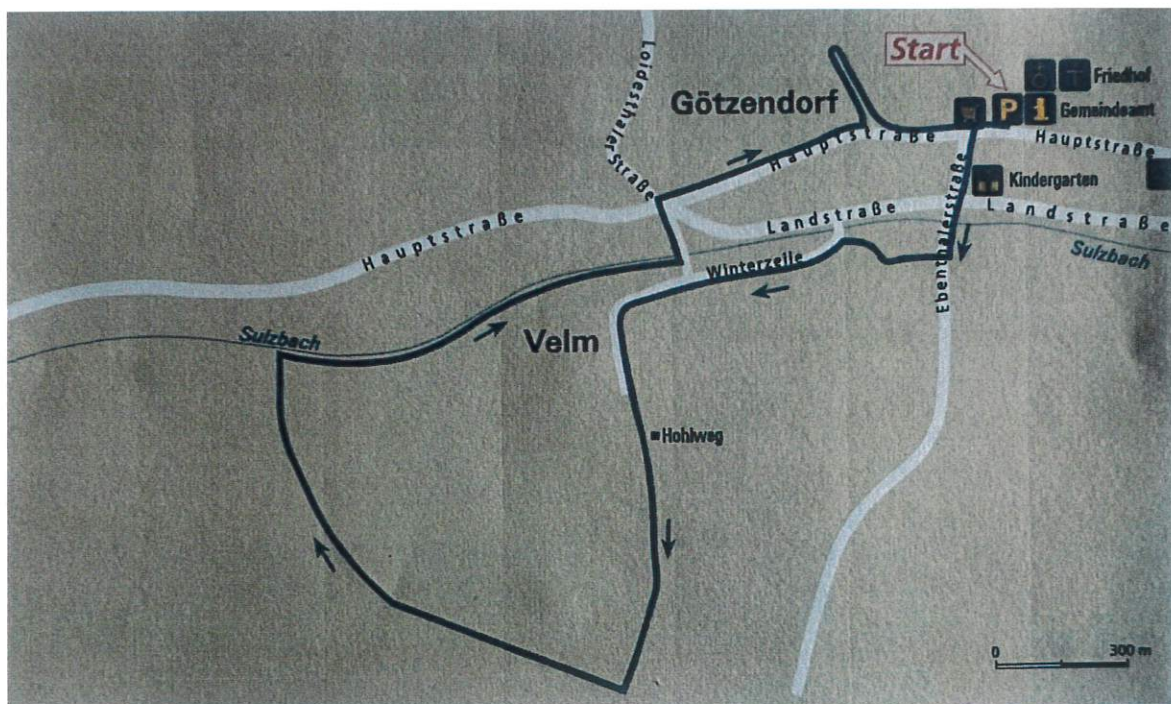 Start
Friedhof
P i Gemeindeamt
Götzendorf
Loidesthaler Straße
Hauptstraße
Hauptstraße
Kindergarten
Ebenthalerstraße
Landstraße
Landstraße
Hauptstraße
Sulzbach
Winterzeile
Sulzbach
Velm
Hohlweg
0 300 m